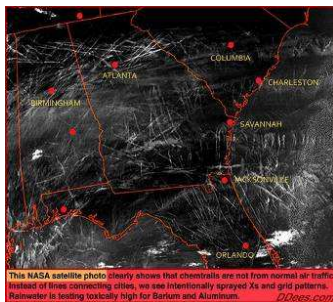 COLUMBIA
ATLANTA
CHARLESTON
BIRMINGHAM
SAVANNAH
JACKSONVILLE
ORLANDO
This NASA satellite photo clearly shows that chemtrails are not from normal air traffic.
Instead of lines connecting cities, we see intentionally sprayed Xs and grid patterns.
Rainwater is testing toxically high for Barium and Aluminum.
DDees.com